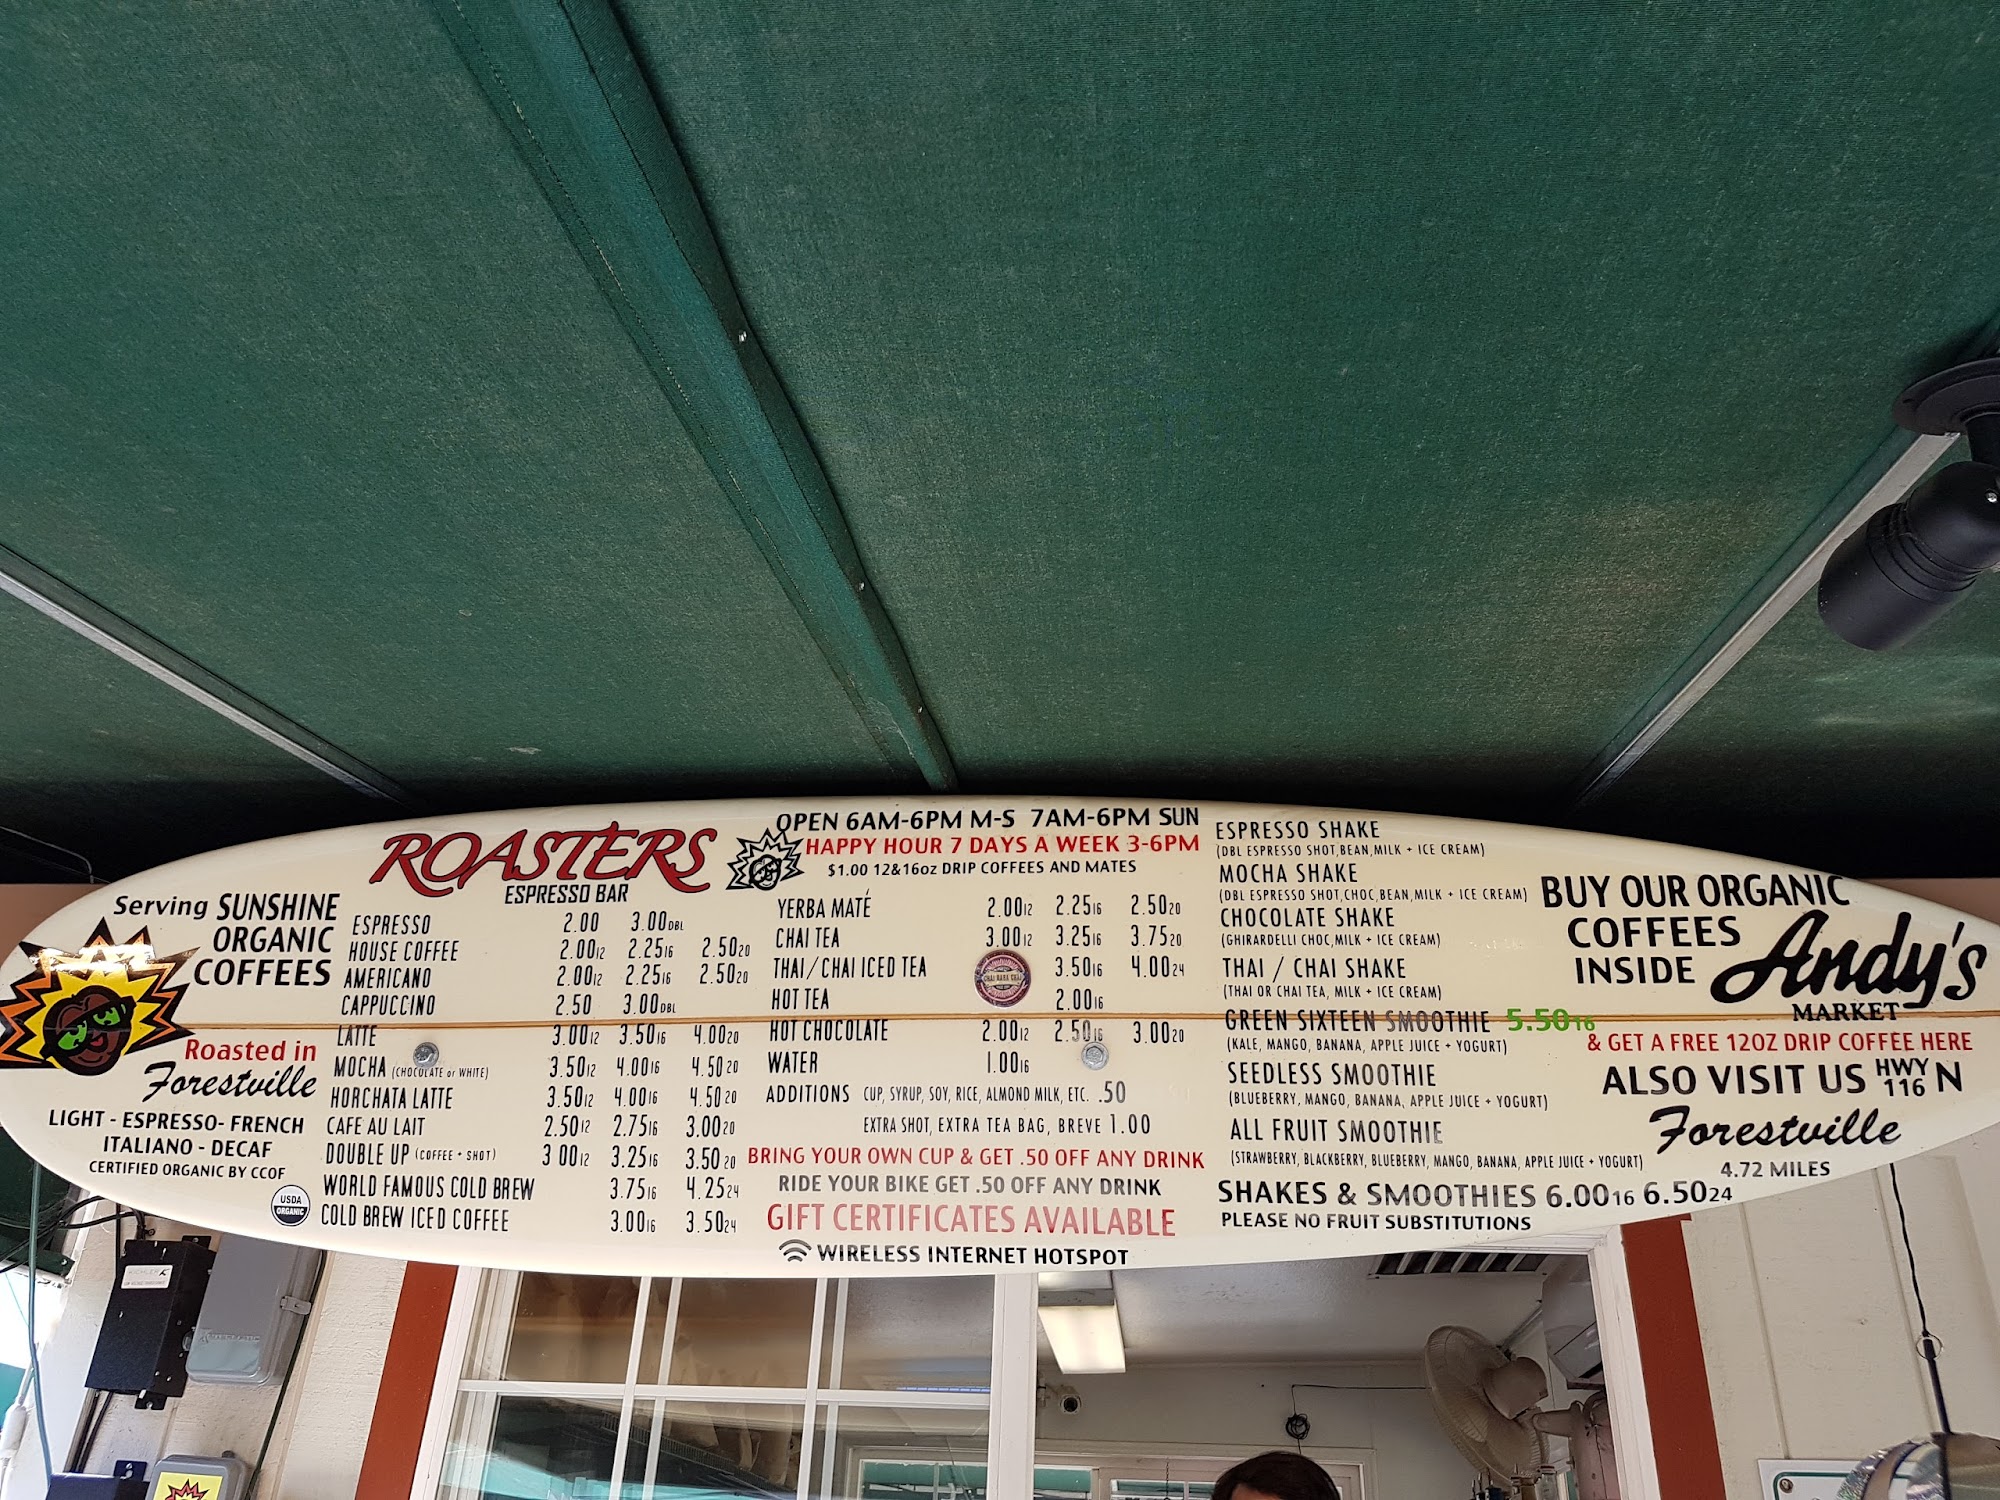 Serving SUNSHINE
ORGANIC
COFFEES
Roasted in
Forestville
LIGHT - ESPRESSO- FRENCH
ITALIANO - DECAF
CERTIFIED ORGANIC BY CCOF
USDA
ORGANIC
ROASTERS
ESPRESSO BAR
ESPRESSO 2.00 3.00DBL
HOUSE COFFEE 2.0012 2.2516 2.5020
AMERICANO 2.0012 2.2516 2.5020
CAPPUCCINO 2.50 3.00DBL
LATTE 3.0012 3.5016 4.0020
MOCHA (CHOCOLATE or WHITE) 3.5012 4.0016 4.5020
HORCHATA LATTE 3.5012 4.0016 4.5020
CAFE AU LAIT 2.5012 2.7516 3.0020
DOUBLE UP (COFFEE + SHOT) 3 0012 3.2516 3.5020
WORLD FAMOUS COLD BREW 3.7516 4.2524
COLD BREW ICED COFFEE 3.0016 3.5024
OPEN 6AM-6PM M-S 7AM-6PM SUN
HAPPY HOUR 7 DAYS A WEEK 3-6PM
$1.00 12&16oz DRIP COFFEES AND MATES
YERBA MATÉ 2.0012 2.2516 2.5020
CHAI TEA 3.0012 3.2516 3.7520
THAI/CHAI ICED TEA 3.5016 4.0024
HOT TEA 2.0016
HOT CHOCOLATE 2.0012 2.5016 3.0020
WATER 1.0016
ADDITIONS CUP, SYRUP, SOY, RICE, ALMOND MILK, ETC. .50
EXTRA SHOT, EXTRA TEA BAG, BREVE 1.00
BRING YOUR OWN CUP & GET .50 OFF ANY DRINK
RIDE YOUR BIKE GET .50 OFF ANY DRINK
GIFT CERTIFICATES AVAILABLE
WIRELESS INTERNET HOTSPOT
ESPRESSO SHAKE
(DBL ESPRESSO SHOT,BEAN,MILK + ICE CREAM)
MOCHA SHAKE
(DBL ESPRESSO SHOT,CHOC,BEAN,MILK + ICE CREAM)
CHOCOLATE SHAKE
(GHIRARDELLI CHOC,MILK + ICE CREAM)
THAI / CHAI SHAKE
(THAI OR CHAI TEA, MILK + ICE CREAM)
GREEN SIXTEEN SMOOTHIE 5.5016
(KALE, MANGO, BANANA, APPLE JUICE + YOGURT)
SEEDLESS SMOOTHIE
(BLUEBERRY, MANGO, BANANA, APPLE JUICE + YOGURT)
ALL FRUIT SMOOTHIE
(STRAWBERRY, BLACKBERRY, BLUEBERRY, MANGO, BANANA, APPLE JUICE + YOGURT)
SHAKES & SMOOTHIES 6.0016 6.5024
PLEASE NO FRUIT SUBSTITUTIONS
BUY OUR ORGANIC
COFFEES
INSIDE Andy's
MARKET
& GET A FREE 12OZ DRIP COFFEE HERE
ALSO VISIT US HWY 116 N
Forestville
4.72 MILES